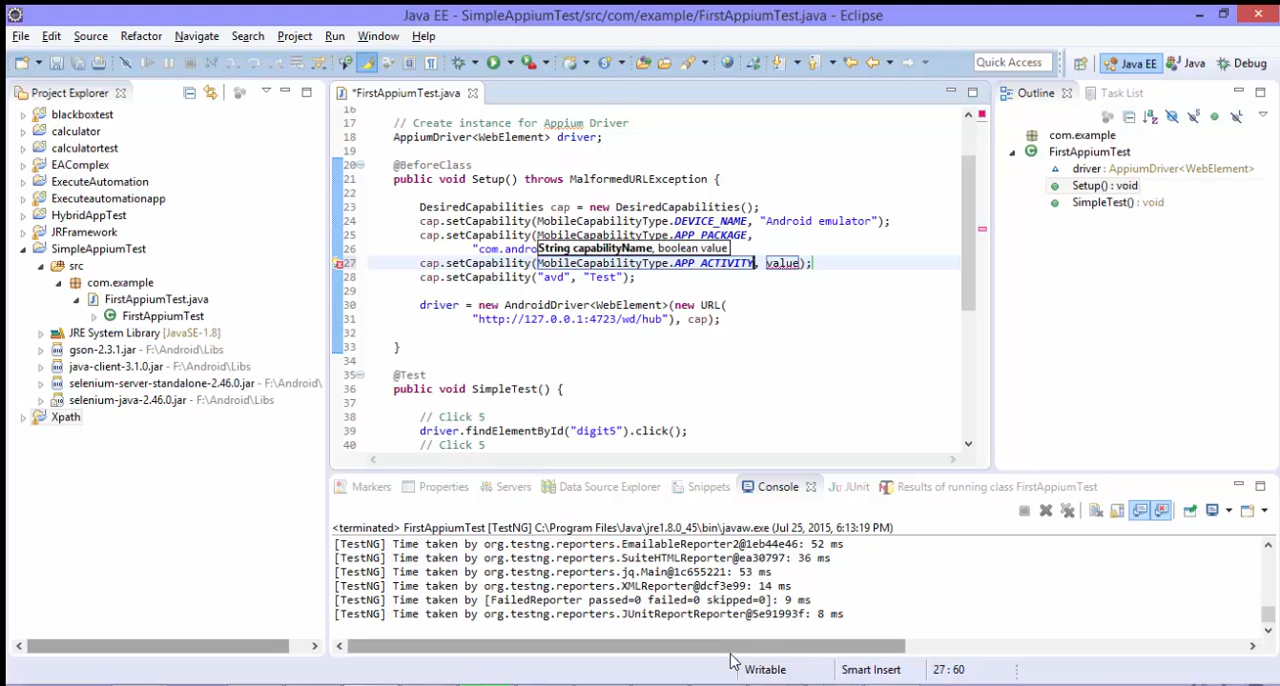 Java EE - SimpleAppiumTest/src/com/example/FirstAppiumTest.java - Eclipse
File Edit Source Refactor Navigate Search Project Run Window Help
Quick Access
Java EE Java Debug
Project Explorer
blackboxtest
calculator
calculatortest
EAComplex
ExecuteAutomation
Executeautomationapp
HybridAppTest
JRFramework
SimpleAppiumTest
src
com.example
FirstAppiumTest.java
FirstAppiumTest
JRE System Library [JavaSE-1.8]
gson-2.3.1.jar - F:\Android\Libs
java-client-3.1.0.jar - F:\Android\Libs
selenium-server-standalone-2.46.0.jar - F:\Android\
selenium-java-2.46.0.jar - F:\Android\Libs
Xpath
*FirstAppiumTest.java
16
17 // Create instance for Appium Driver
18 AppiumDriver<WebElement> driver;
19
20 @BeforeClass
21 public void Setup() throws MalformedURLException {
22
23 DesiredCapabilities cap = new DesiredCapabilities();
24 cap.setCapability(MobileCapabilityType.DEVICE_NAME, "Android emulator");
25 cap.setCapability(MobileCapabilityType.APP_PACKAGE,
26 "com.andro
String capabilityName, boolean value
27 cap.setCapability(MobileCapabilityType.APP_ACTIVITY, value);
28 cap.setCapability("avd", "Test");
29
30 driver = new AndroidDriver<WebElement>(new URL(
31 "http://127.0.0.1:4723/wd/hub"), cap);
32
33 }
34
35 @Test
36 public void SimpleTest() {
37
38 // Click 5
39 driver.findElementById("digit5").click();
40 // Click 5
Outline Task List
com.example
FirstAppiumTest
driver : AppiumDriver<WebElement>
Setup() : void
SimpleTest() : void
Markers Properties Servers Data Source Explorer Snippets Console JUnit Results of running class FirstAppiumTest
<terminated> FirstAppiumTest [TestNG] C:\Program Files\Java\jre1.8.0_45\bin\javaw.exe (Jul 25, 2015, 6:13:19 PM)
[TestNG] Time taken by org.testng.reporters.EmailableReporter2@1eb44e46: 52 ms
[TestNG] Time taken by org.testng.reporters.SuiteHTMLReporter@ea30797: 36 ms
[TestNG] Time taken by org.testng.reporters.jq.Main@1c655221: 53 ms
[TestNG] Time taken by org.testng.reporters.XMLReporter@dcf3e99: 14 ms
[TestNG] Time taken by [FailedReporter passed=0 failed=0 skipped=0]: 9 ms
[TestNG] Time taken by org.testng.reporters.JUnitReportReporter@5e91993f: 8 ms
Writable Smart Insert 27 : 60